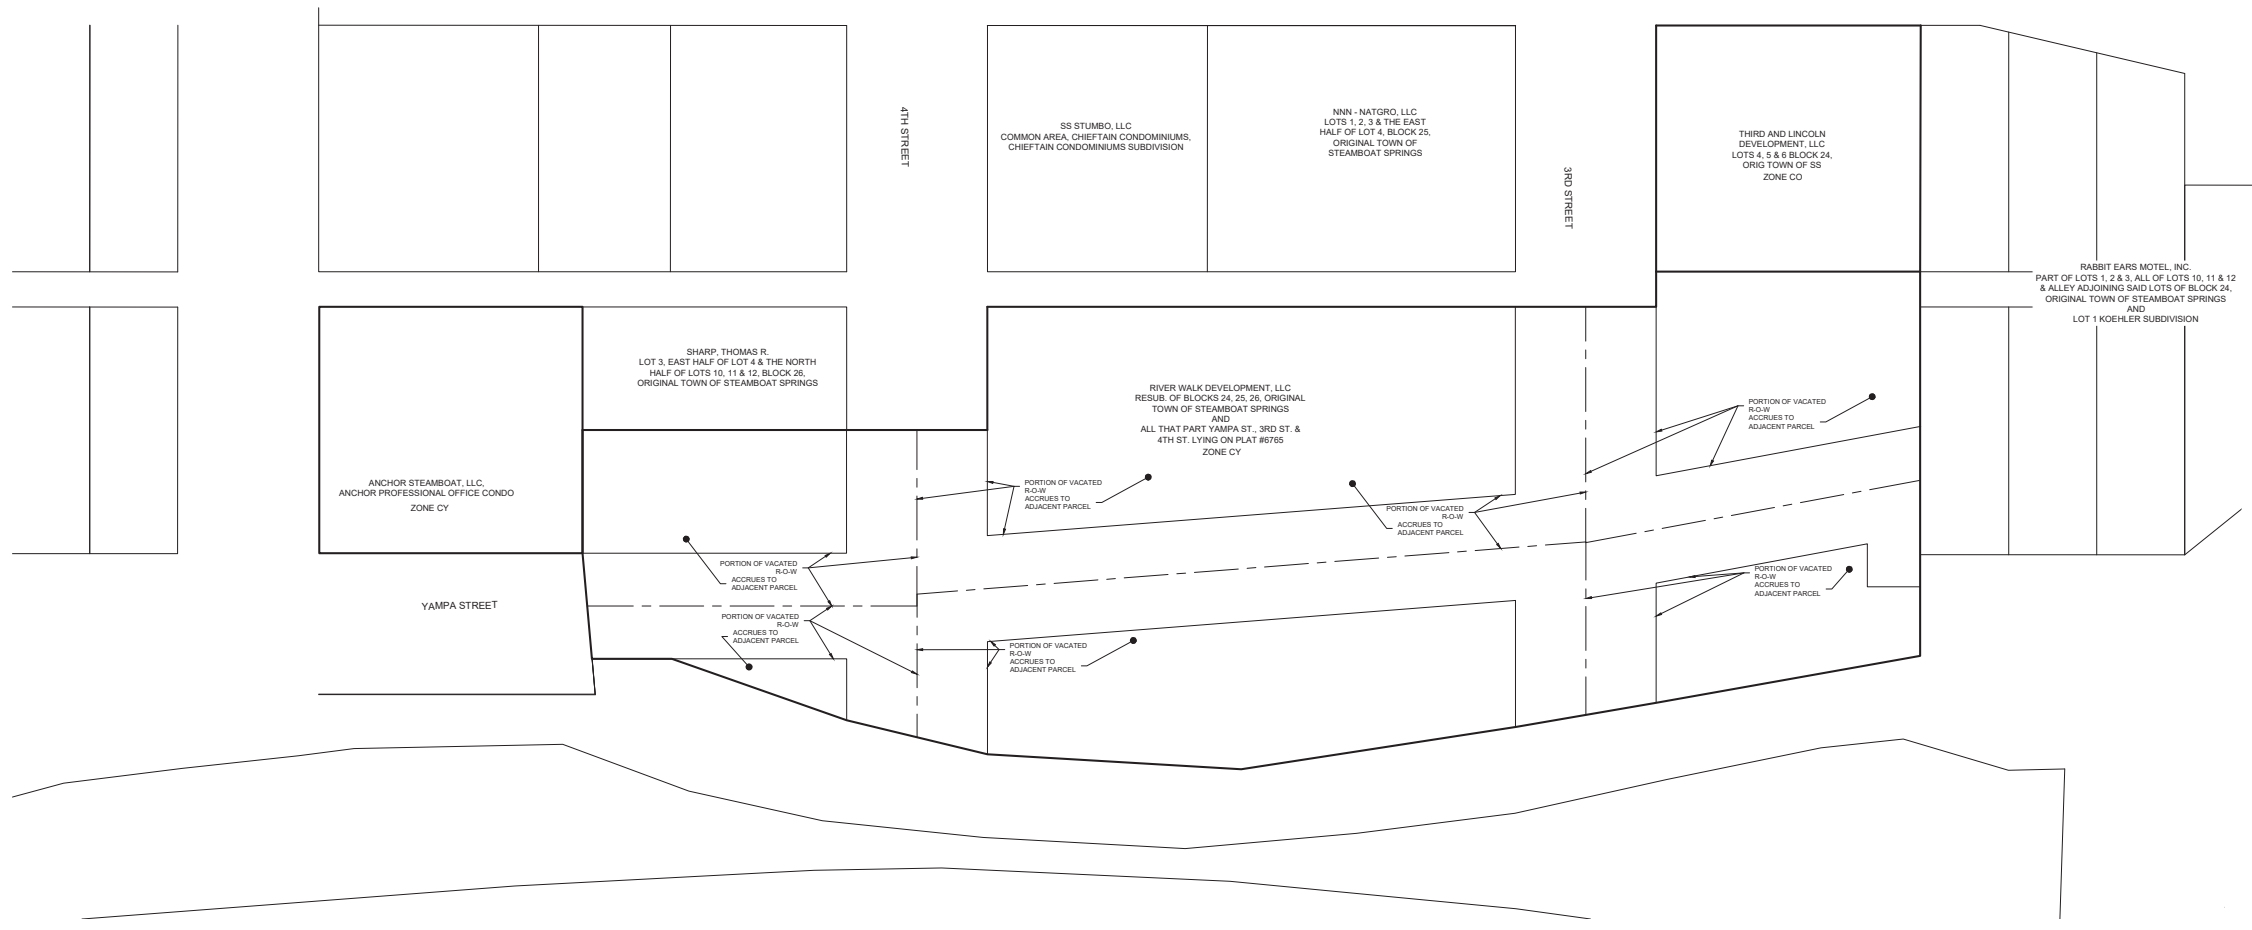 4TH STREET
SS STUMBO, LLC
COMMON AREA, CHIEFTAIN CONDOMINIUMS,
CHIEFTAIN CONDOMINIUMS SUBDIVISION
NNN - NATGRO, LLC
LOTS 1, 2, 3 & THE EAST
HALF OF LOT 4, BLOCK 25,
ORIGINAL TOWN OF
STEAMBOAT SPRINGS
3RD STREET
THIRD AND LINCOLN
DEVELOPMENT, LLC
LOTS 4, 5 & 6 BLOCK 24,
ORIG TOWN OF SS
ZONE CO
RABBIT EARS MOTEL, INC.
PART OF LOTS 1, 2 & 3, ALL OF LOTS 10, 11 & 12
& ALLEY ADJOINING SAID LOTS OF BLOCK 24,
ORIGINAL TOWN OF STEAMBOAT SPRINGS
AND
LOT 1 KOEHLER SUBDIVISION
SHARP, THOMAS R.
LOT 3, EAST HALF OF LOT 4 & THE NORTH
HALF OF LOTS 10, 11 & 12, BLOCK 26,
ORIGINAL TOWN OF STEAMBOAT SPRINGS
RIVER WALK DEVELOPMENT, LLC
RESUB. OF BLOCKS 24, 25, 26, ORIGINAL
TOWN OF STEAMBOAT SPRINGS
AND
ALL THAT PART YAMPA ST., 3RD ST. &
4TH ST. LYING ON PLAT #6765
ZONE CY
PORTION OF VACATED
R-O-W
ACCRUES TO
ADJACENT PARCEL
ANCHOR STEAMBOAT, LLC,
ANCHOR PROFESSIONAL OFFICE CONDO
ZONE CY
PORTION OF VACATED
R-O-W
ACCRUES TO
ADJACENT PARCEL
PORTION OF VACATED
R-O-W
ACCRUES TO
ADJACENT PARCEL
PORTION OF VACATED
R-O-W
ACCRUES TO
ADJACENT PARCEL
PORTION OF VACATED
R-O-W
ACCRUES TO
ADJACENT PARCEL
YAMPA STREET
PORTION OF VACATED
R-O-W
ACCRUES TO
ADJACENT PARCEL
PORTION OF VACATED
R-O-W
ACCRUES TO
ADJACENT PARCEL